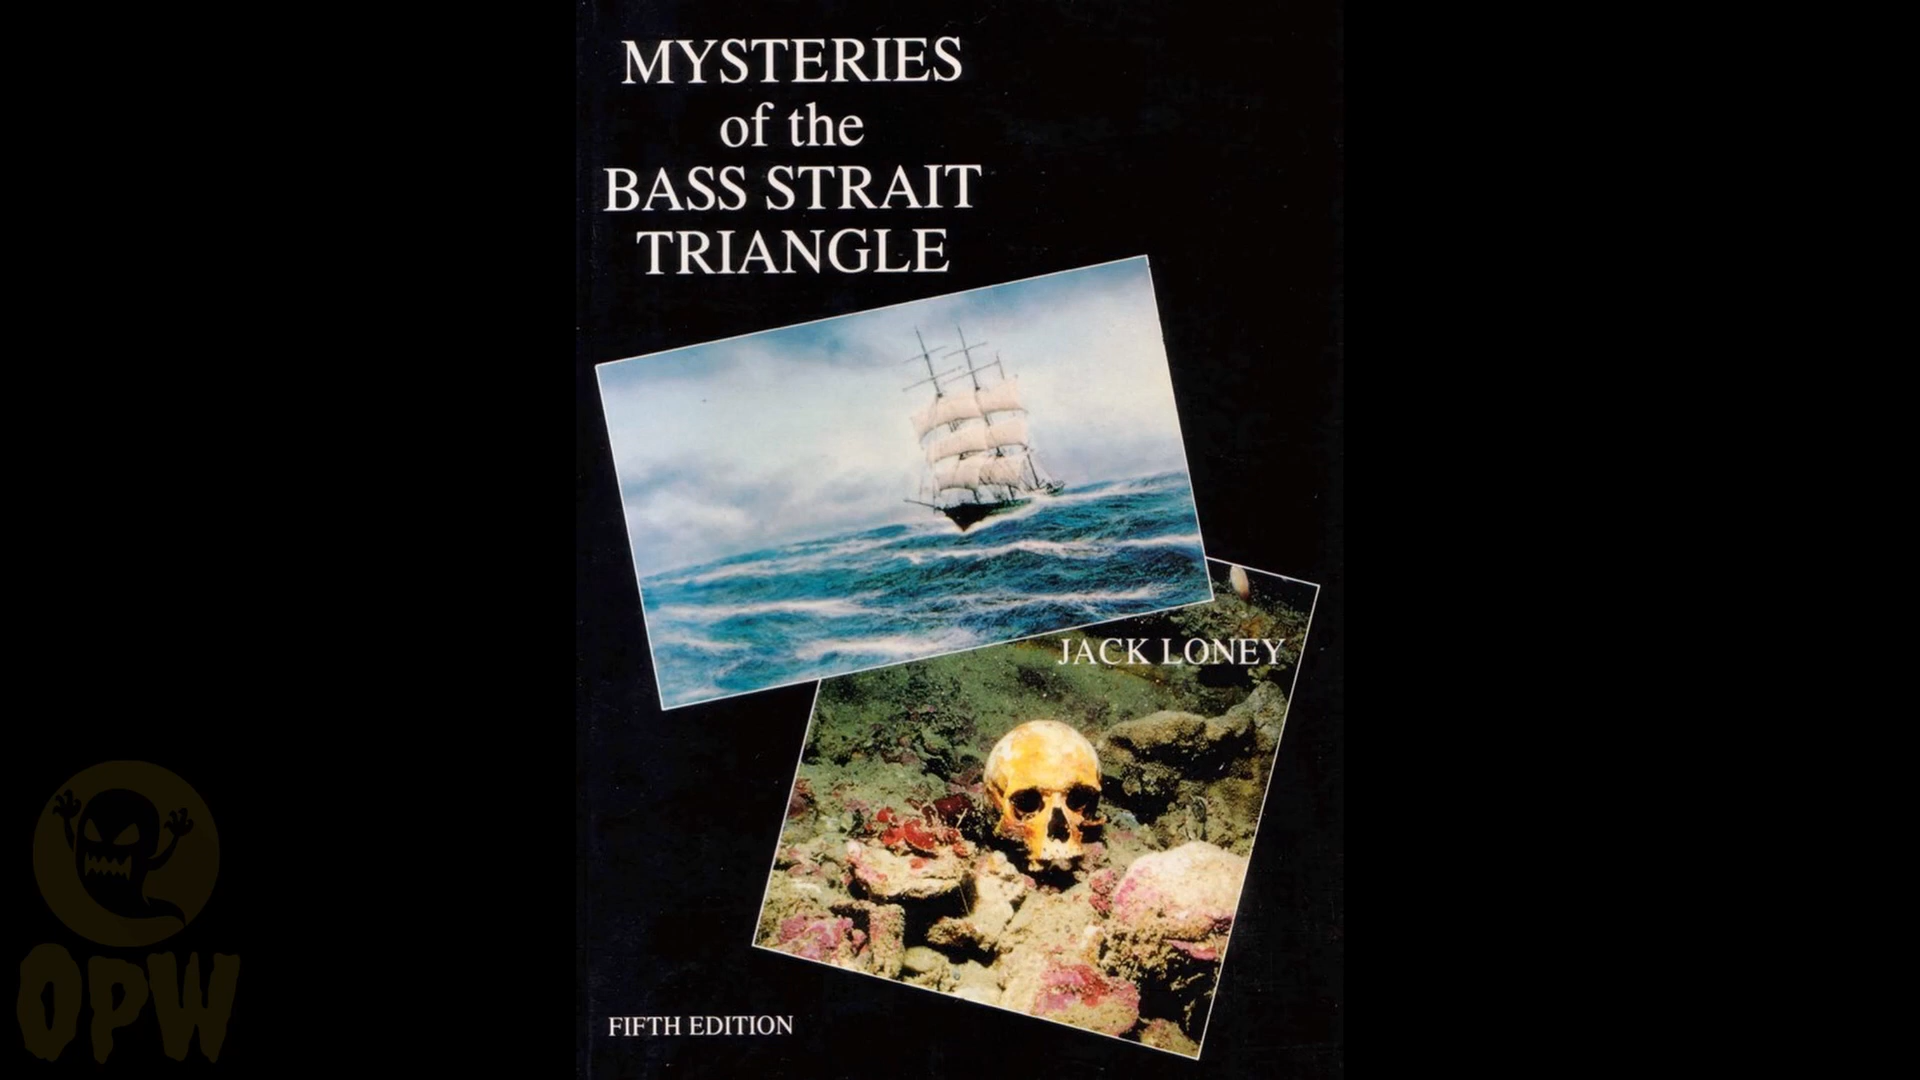 MYSTERIES
of the
BASS STRAIT
TRIANGLE
JACK LONEY
FIFTH EDITION
OPW